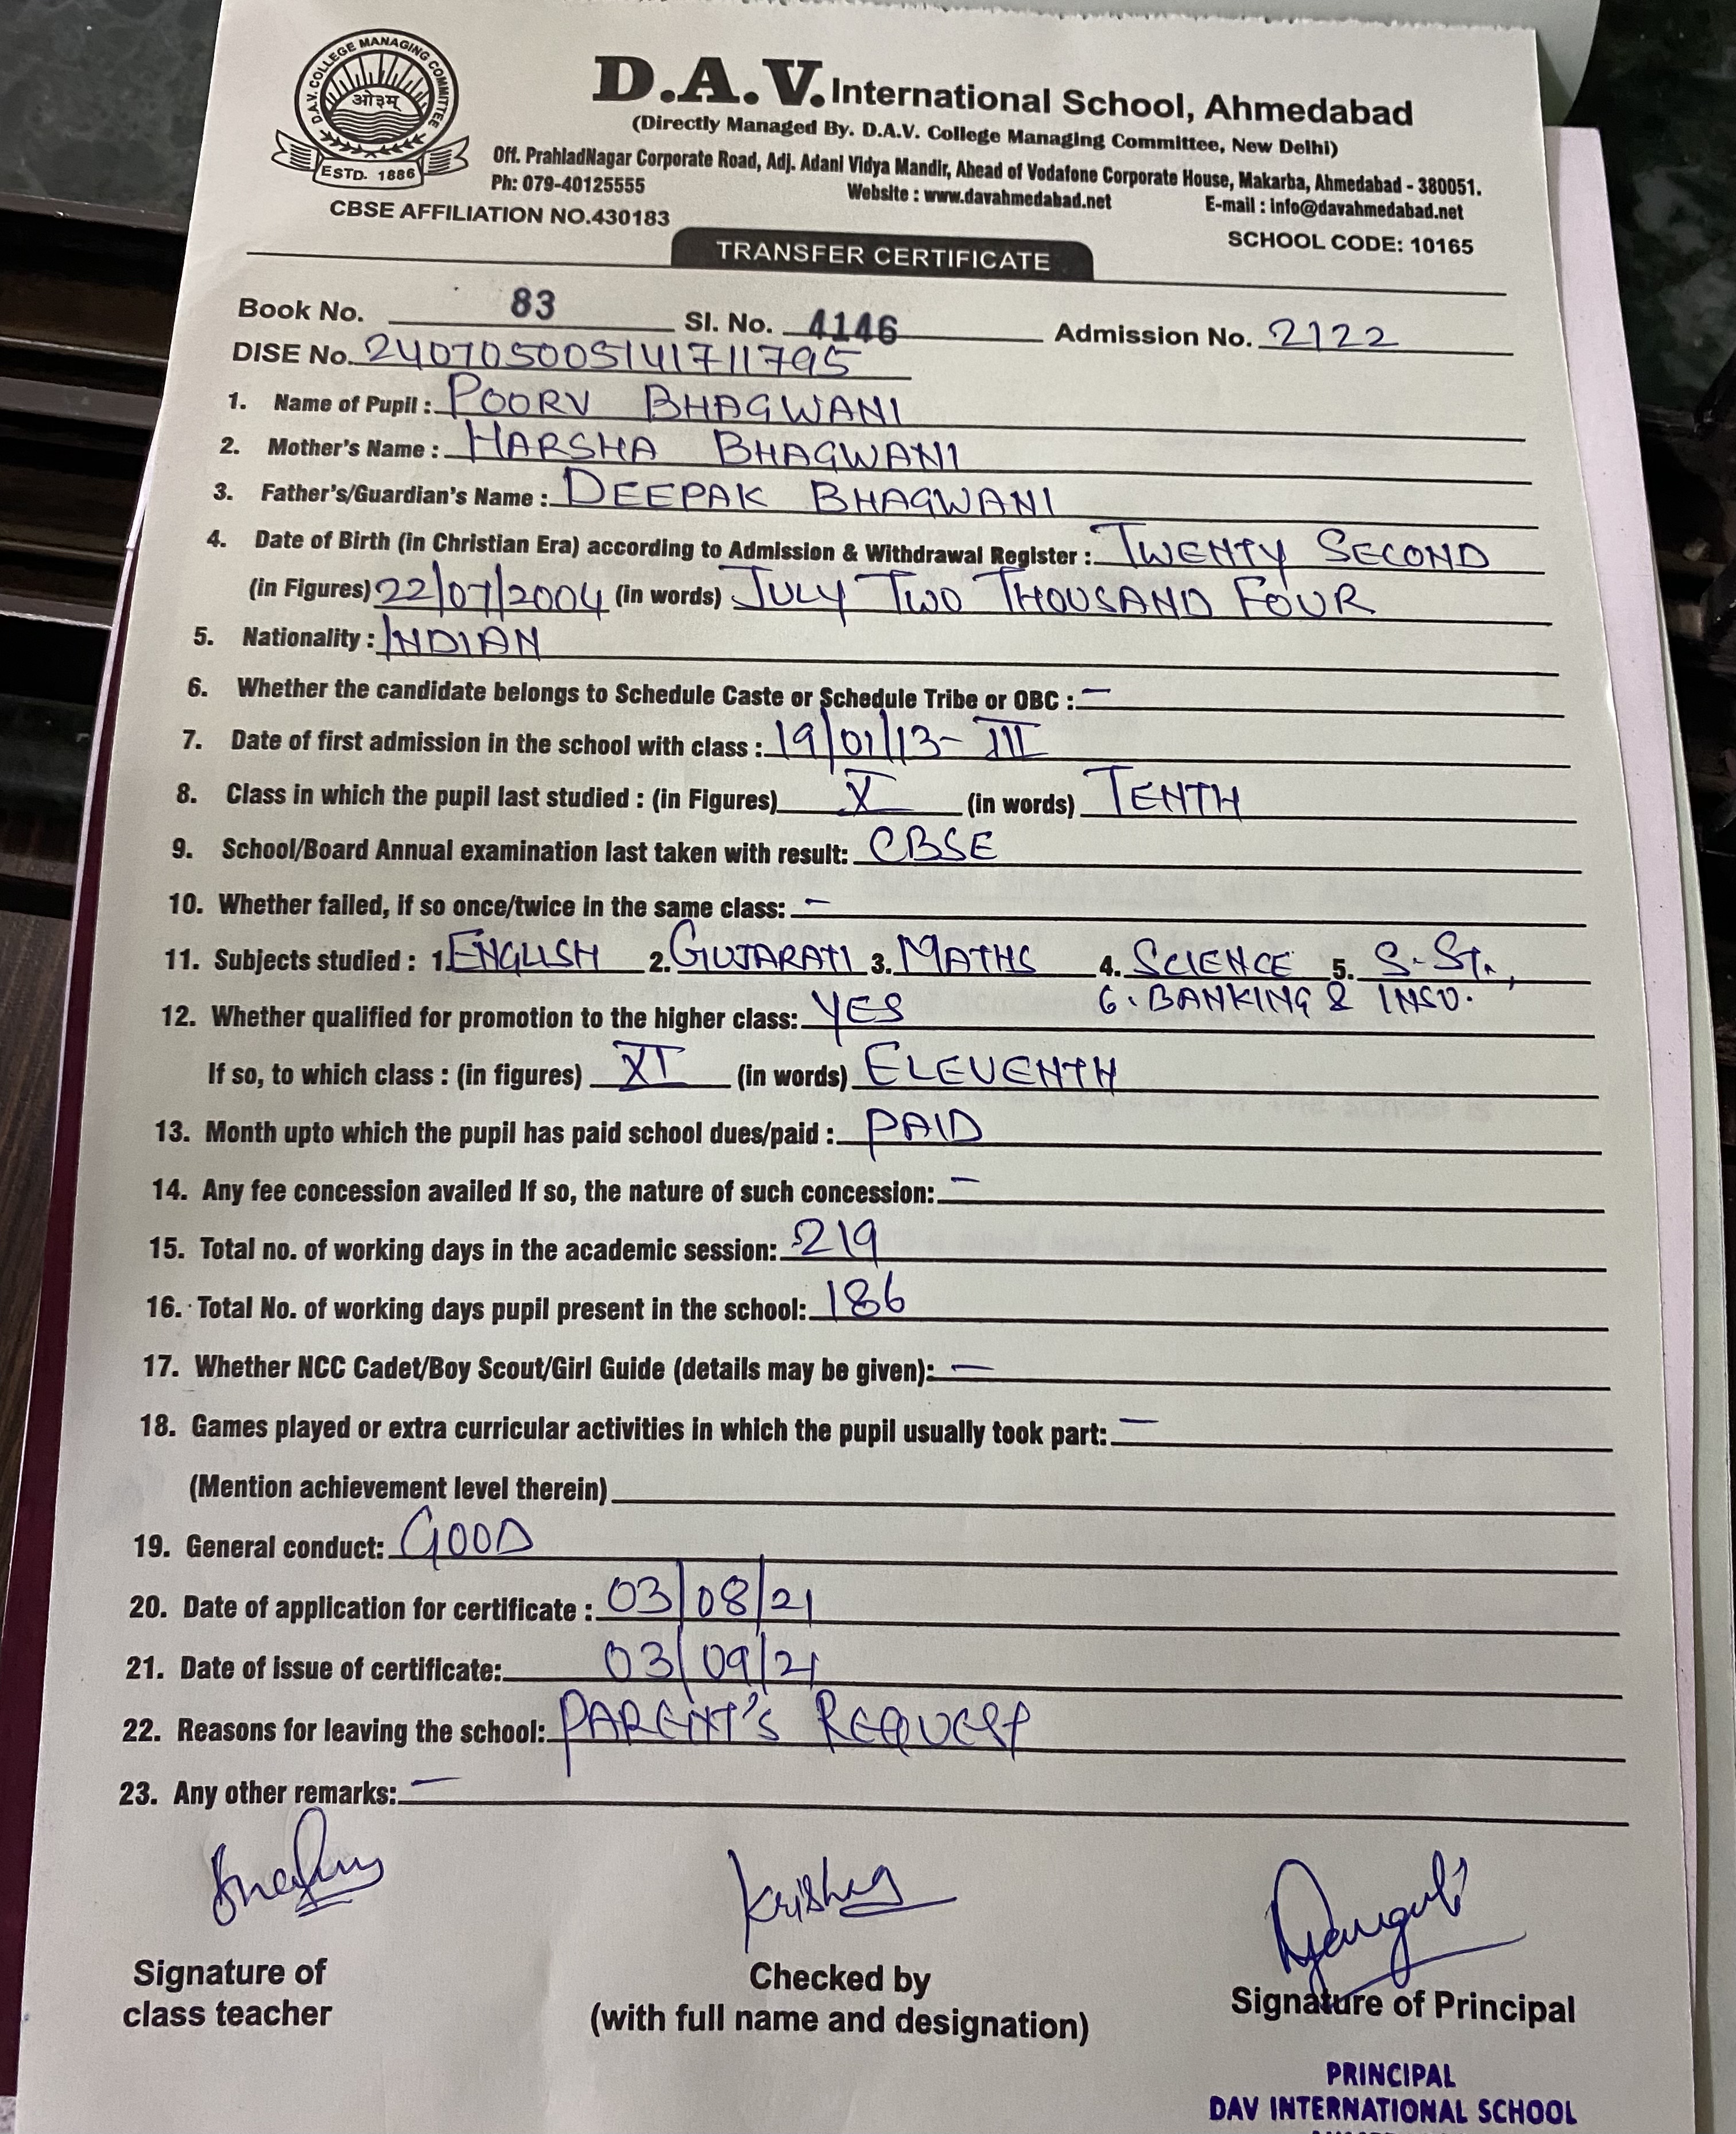 D.A.V. COLLEGE MANAGING COMMITTEE
ओ३म्
ESTD. 1886
D.A.V. International School, Ahmedabad
(Directly Managed By. D.A.V. College Managing Committee, New Delhi)
Off. PrahladNagar Corporate Road, Adj. Adani Vidya Mandir, Ahead of Vodafone Corporate House, Makarba, Ahmedabad - 380051.
Ph: 079-40125555 Website : www.davahmedabad.net E-mail : info@davahmedabad.net
CBSE AFFILIATION NO.430183 SCHOOL CODE: 10165
TRANSFER CERTIFICATE
Book No. 83 Sl. No. 4146 Admission No. 2122
DISE No. 240705005141711795
1. Name of Pupil : POORV BHAGWANI
2. Mother's Name : HARSHA BHAGWANI
3. Father's/Guardian's Name : DEEPAK BHAGWANI
4. Date of Birth (in Christian Era) according to Admission & Withdrawal Register : TWENTY SECOND
(in Figures) 22/07/2004 (in words) JULY TWO THOUSAND FOUR
5. Nationality : INDIAN
6. Whether the candidate belongs to Schedule Caste or Schedule Tribe or OBC : —
7. Date of first admission in the school with class : 19/01/13- III
8. Class in which the pupil last studied : (in Figures) X (in words) TENTH
9. School/Board Annual examination last taken with result: CBSE
10. Whether failed, if so once/twice in the same class: —
11. Subjects studied : 1. ENGLISH 2. GUJARATI 3. MATHS 4. SCIENCE 5. S.St.,
6. BANKING & INSU.
12. Whether qualified for promotion to the higher class: YES
If so, to which class : (in figures) XI (in words) ELEVENTH
13. Month upto which the pupil has paid school dues/paid : PAID
14. Any fee concession availed If so, the nature of such concession: —
15. Total no. of working days in the academic session: 219
16. Total No. of working days pupil present in the school: 186
17. Whether NCC Cadet/Boy Scout/Girl Guide (details may be given): —
18. Games played or extra curricular activities in which the pupil usually took part: —
(Mention achievement level therein)
19. General conduct: GOOD
20. Date of application for certificate : 03/08/21
21. Date of issue of certificate: 03/09/21
22. Reasons for leaving the school: PARENT'S REQUEST
23. Any other remarks: —
Signature of class teacher
Checked by (with full name and designation)
Signature of Principal
PRINCIPAL
DAV INTERNATIONAL SCHOOL